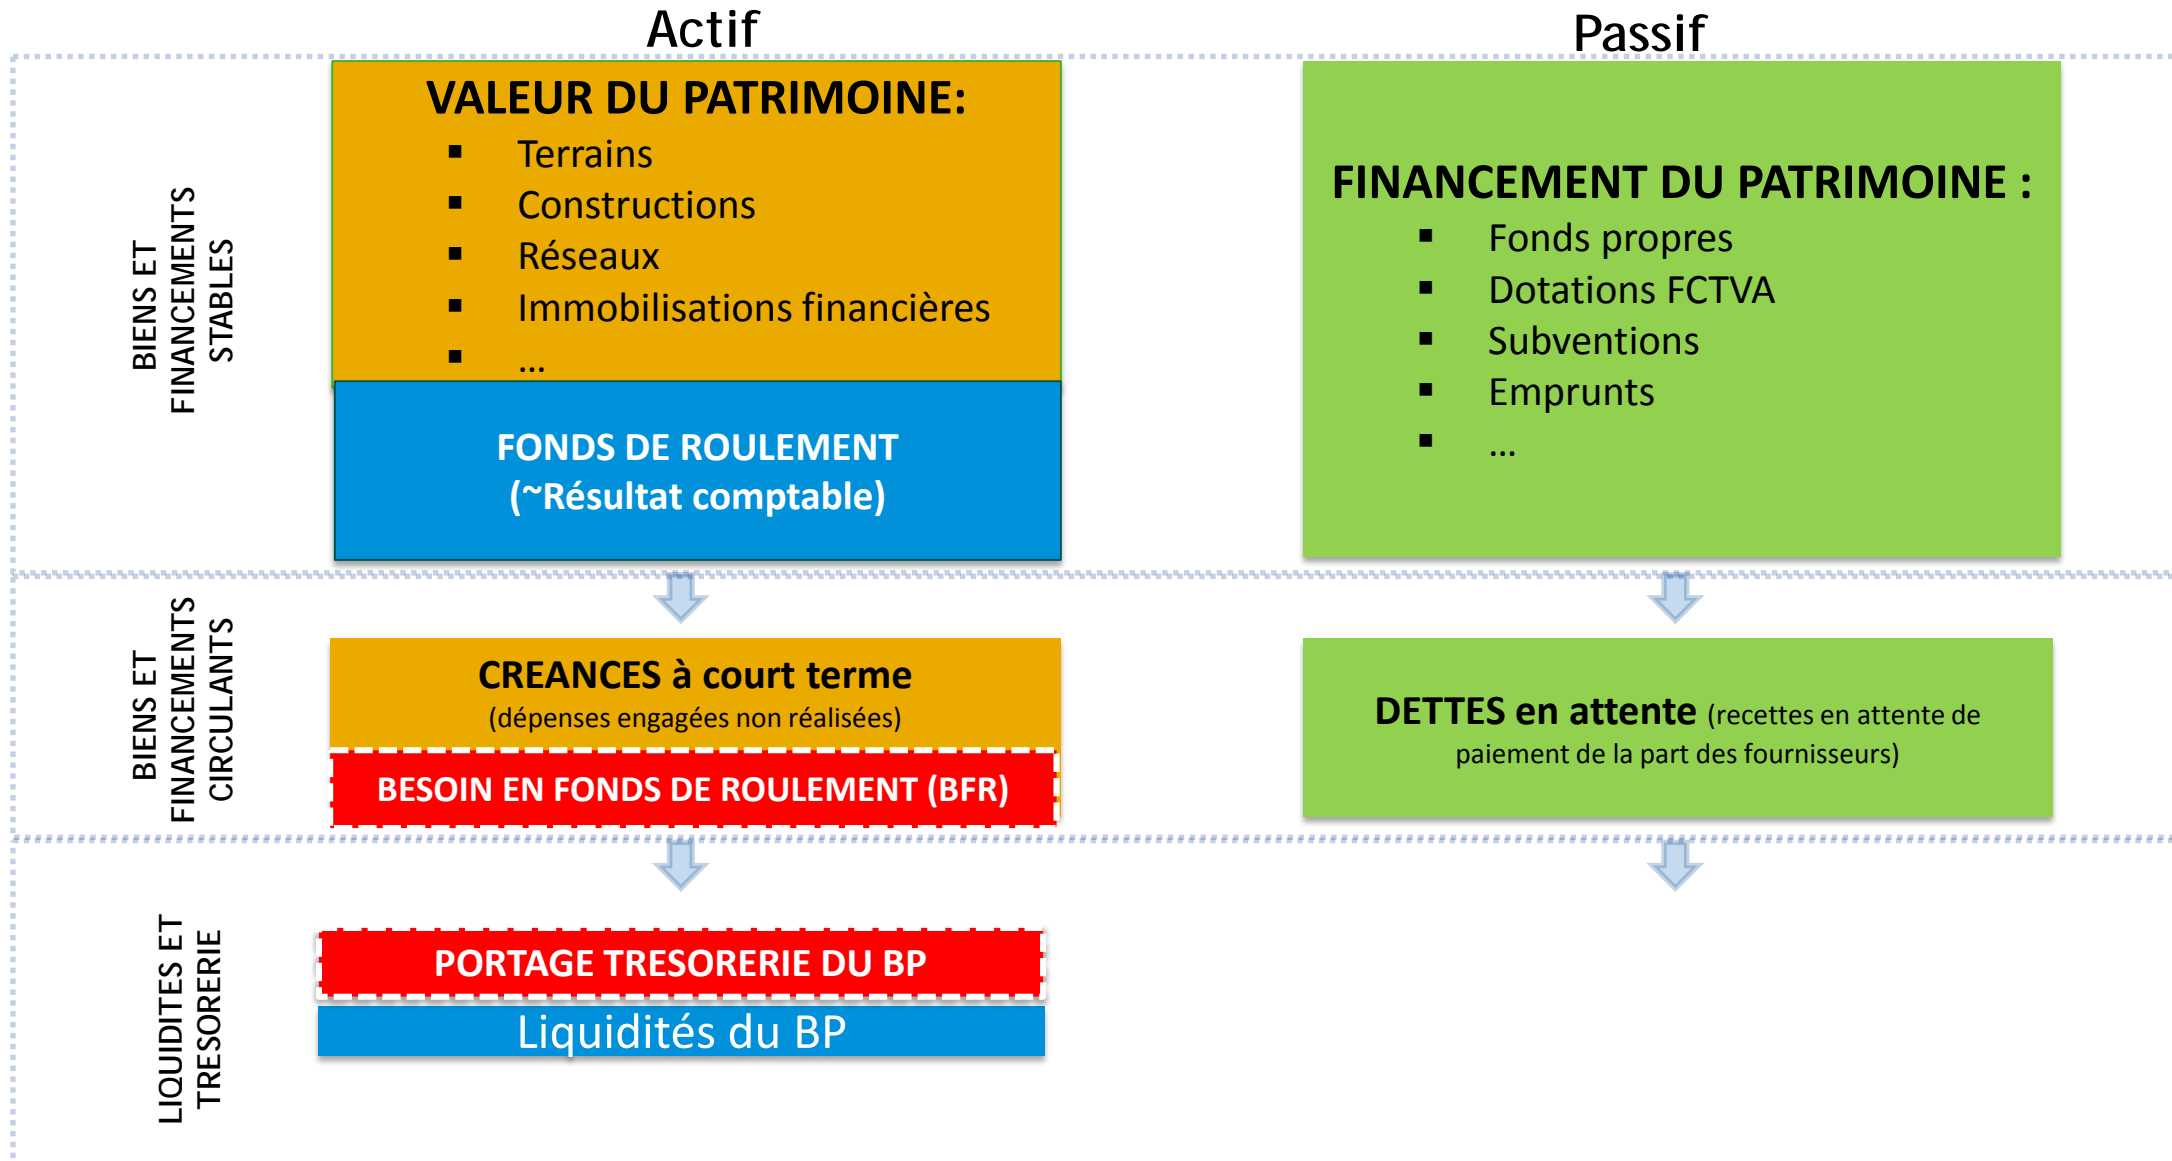 Actif
Passif
BIENS ET
FINANCEMENTS
STABLES
VALEUR DU PATRIMOINE:
▪ Terrains
▪ Constructions
▪ Réseaux
▪ Immobilisations financières
▪ ...
FONDS DE ROULEMENT
(~Résultat comptable)
FINANCEMENT DU PATRIMOINE :
▪ Fonds propres
▪ Dotations FCTVA
▪ Subventions
▪ Emprunts
▪ ...
BIENS ET
FINANCEMENTS
CIRCULANTS
CREANCES à court terme
(dépenses engagées non réalisées)
BESOIN EN FONDS DE ROULEMENT (BFR)
DETTES en attente (recettes en attente de
paiement de la part des fournisseurs)
LIQUIDITES ET
TRESORERIE
PORTAGE TRESORERIE DU BP
Liquidités du BP